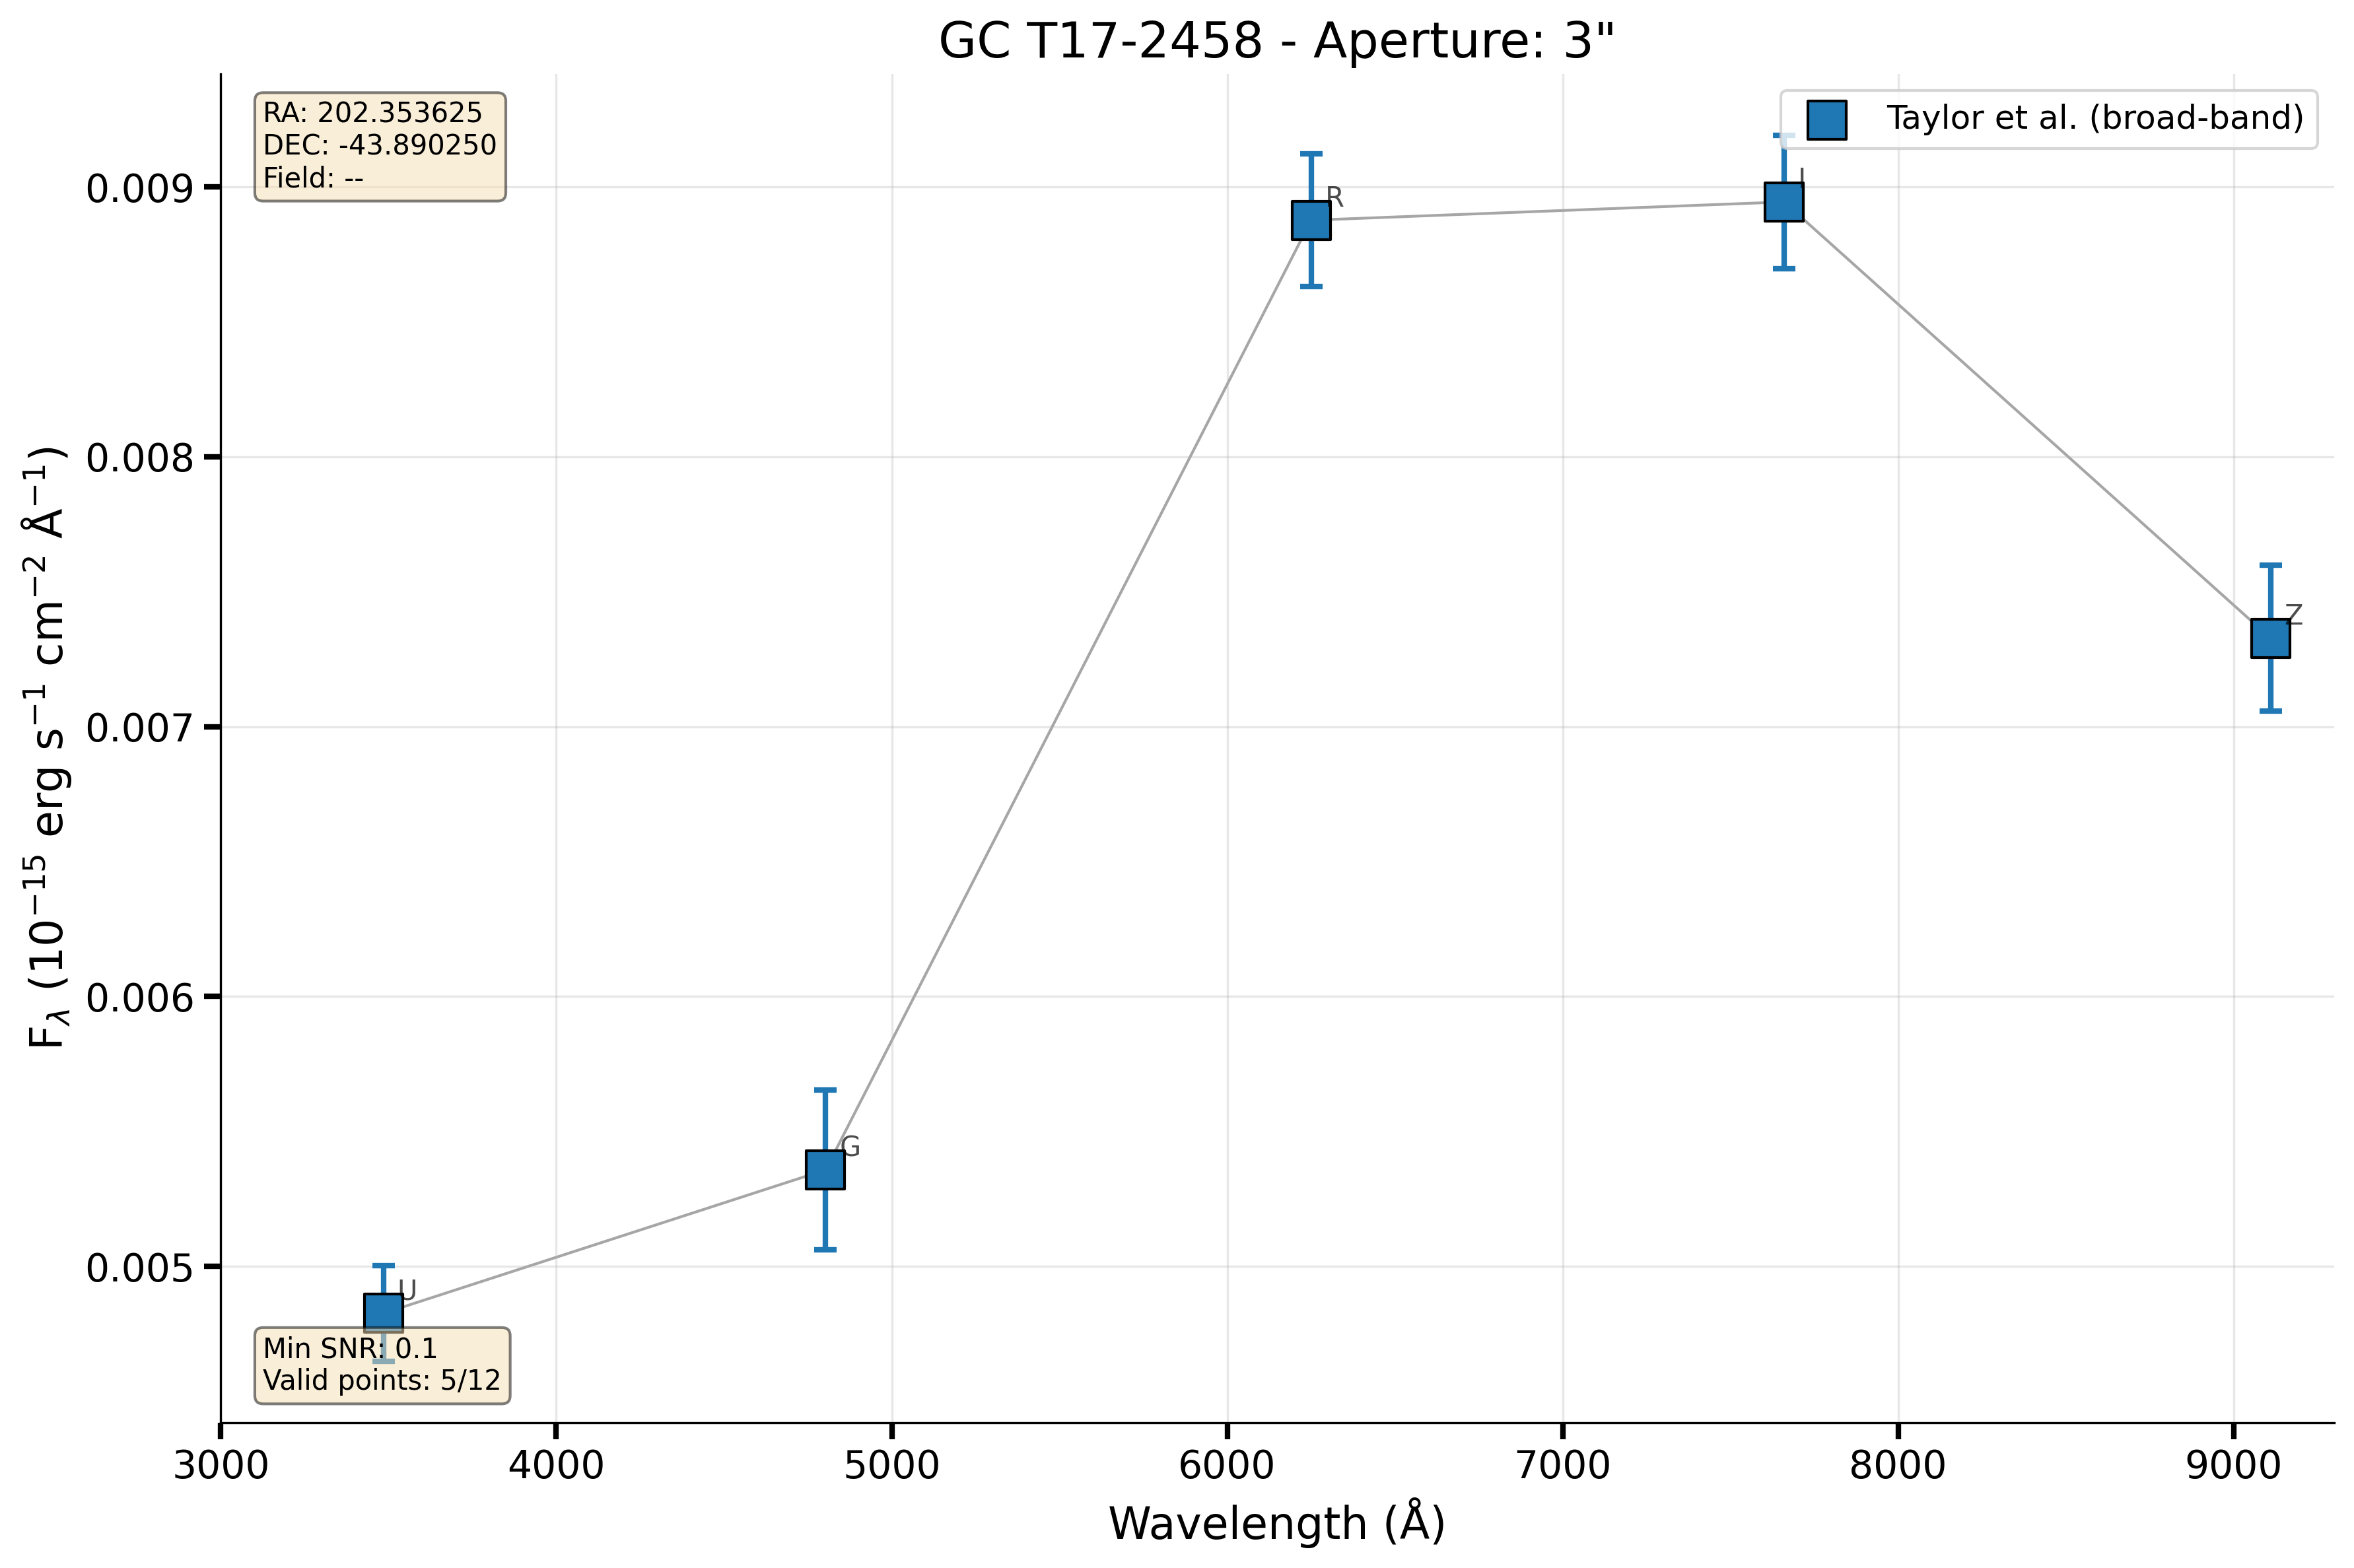 GC T17-2458 - Aperture: 3"
RA: 202.353625
DEC: -43.890250
Field: --
Taylor et al. (broad-band)
0.009
0.008
0.007
0.006
0.005
F_λ (10⁻¹⁵ erg s⁻¹ cm⁻² Å⁻¹)
U
G
R
I
Z
Min SNR: 0.1
Valid points: 5/12
3000 4000 5000 6000 7000 8000 9000
Wavelength (Å)